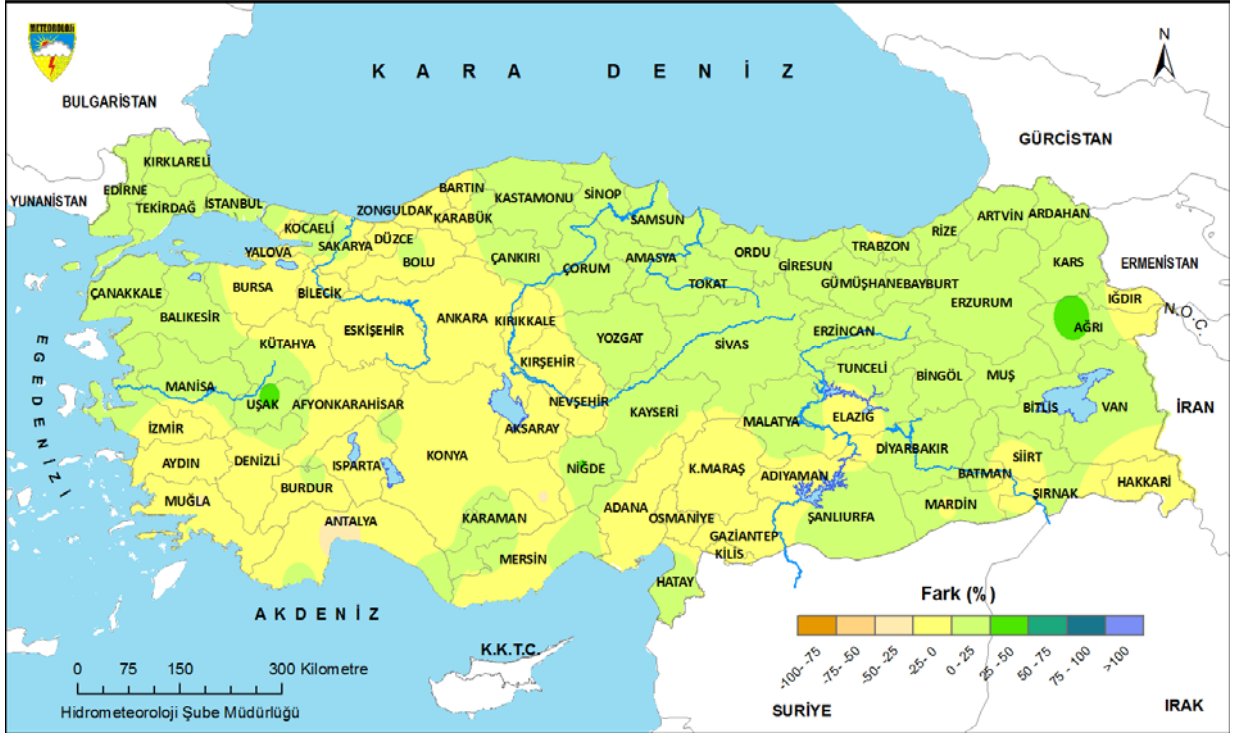 METEOROLOJİ
K A R A D E N İ Z
N
BULGARİSTAN
GÜRCİSTAN
YUNANİSTAN
ERMENİSTAN
N.O.C.
İRAN
KIRKLARELİ
EDİRNE
TEKİRDAĞ
İSTANBUL
KOCAELİ
YALOVA
SAKARYA
DÜZCE
ZONGULDAK
BARTIN
KARABÜK
KASTAMONU
SİNOP
SAMSUN
BOLU
ÇANKIRI
ÇORUM
AMASYA
TOKAT
ORDU
GİRESUN
TRABZON
RİZE
ARTVİN
ARDAHAN
KARS
GÜMÜŞHANE
BAYBURT
ERZURUM
IĞDIR
AĞRI
ÇANAKKALE
BALIKESİR
BURSA
BİLECİK
ESKİŞEHİR
ANKARA
KIRIKKALE
KÜTAHYA
KIRŞEHİR
YOZGAT
SİVAS
ERZİNCAN
TUNCELİ
BİNGÖL
MUŞ
BİTLİS
VAN
MANİSA
UŞAK
AFYONKARAHİSAR
NEVŞEHİR
KAYSERİ
MALATYA
ELAZIĞ
DİYARBAKIR
İZMİR
AYDIN
DENİZLİ
ISPARTA
KONYA
AKSARAY
NİĞDE
K.MARAŞ
ADIYAMAN
BATMAN
SİİRT
ŞIRNAK
HAKKARİ
MUĞLA
BURDUR
ANTALYA
KARAMAN
MERSİN
ADANA
OSMANİYE
GAZİANTEP
KİLİS
ŞANLIURFA
MARDİN
HATAY
E G E D E N İ Z İ
A K D E N İ Z
K.K.T.C.
SURİYE
IRAK
0 75 150 300 Kilometre
Hidrometeoroloji Şube Müdürlüğü
Fark (%)
-100--75
-75--50
-50--25
-25- 0
0 - 25
25 - 50
50 - 75
75 - 100
>100